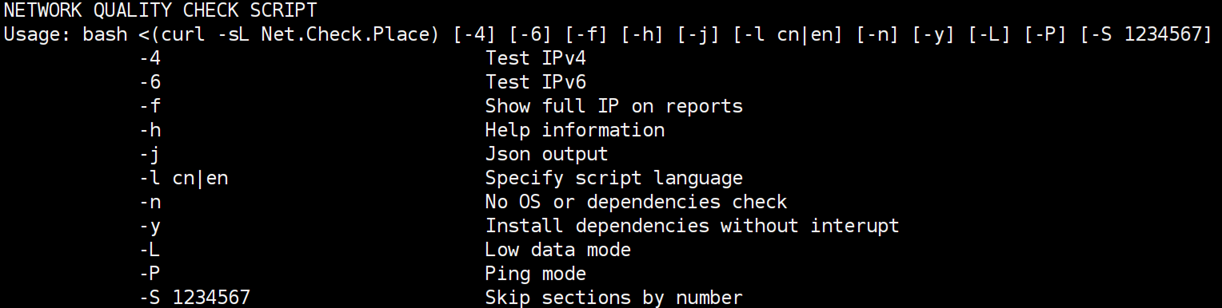 NETWORK QUALITY CHECK SCRIPT
Usage: bash <(curl -sL Net.Check.Place) [-4] [-6] [-f] [-h] [-j] [-l cn|en] [-n] [-y] [-L] [-P] [-S 1234567]
-4 Test IPv4
-6 Test IPv6
-f Show full IP on reports
-h Help information
-j Json output
-l cn|en Specify script language
-n No OS or dependencies check
-y Install dependencies without interupt
-L Low data mode
-P Ping mode
-S 1234567 Skip sections by number